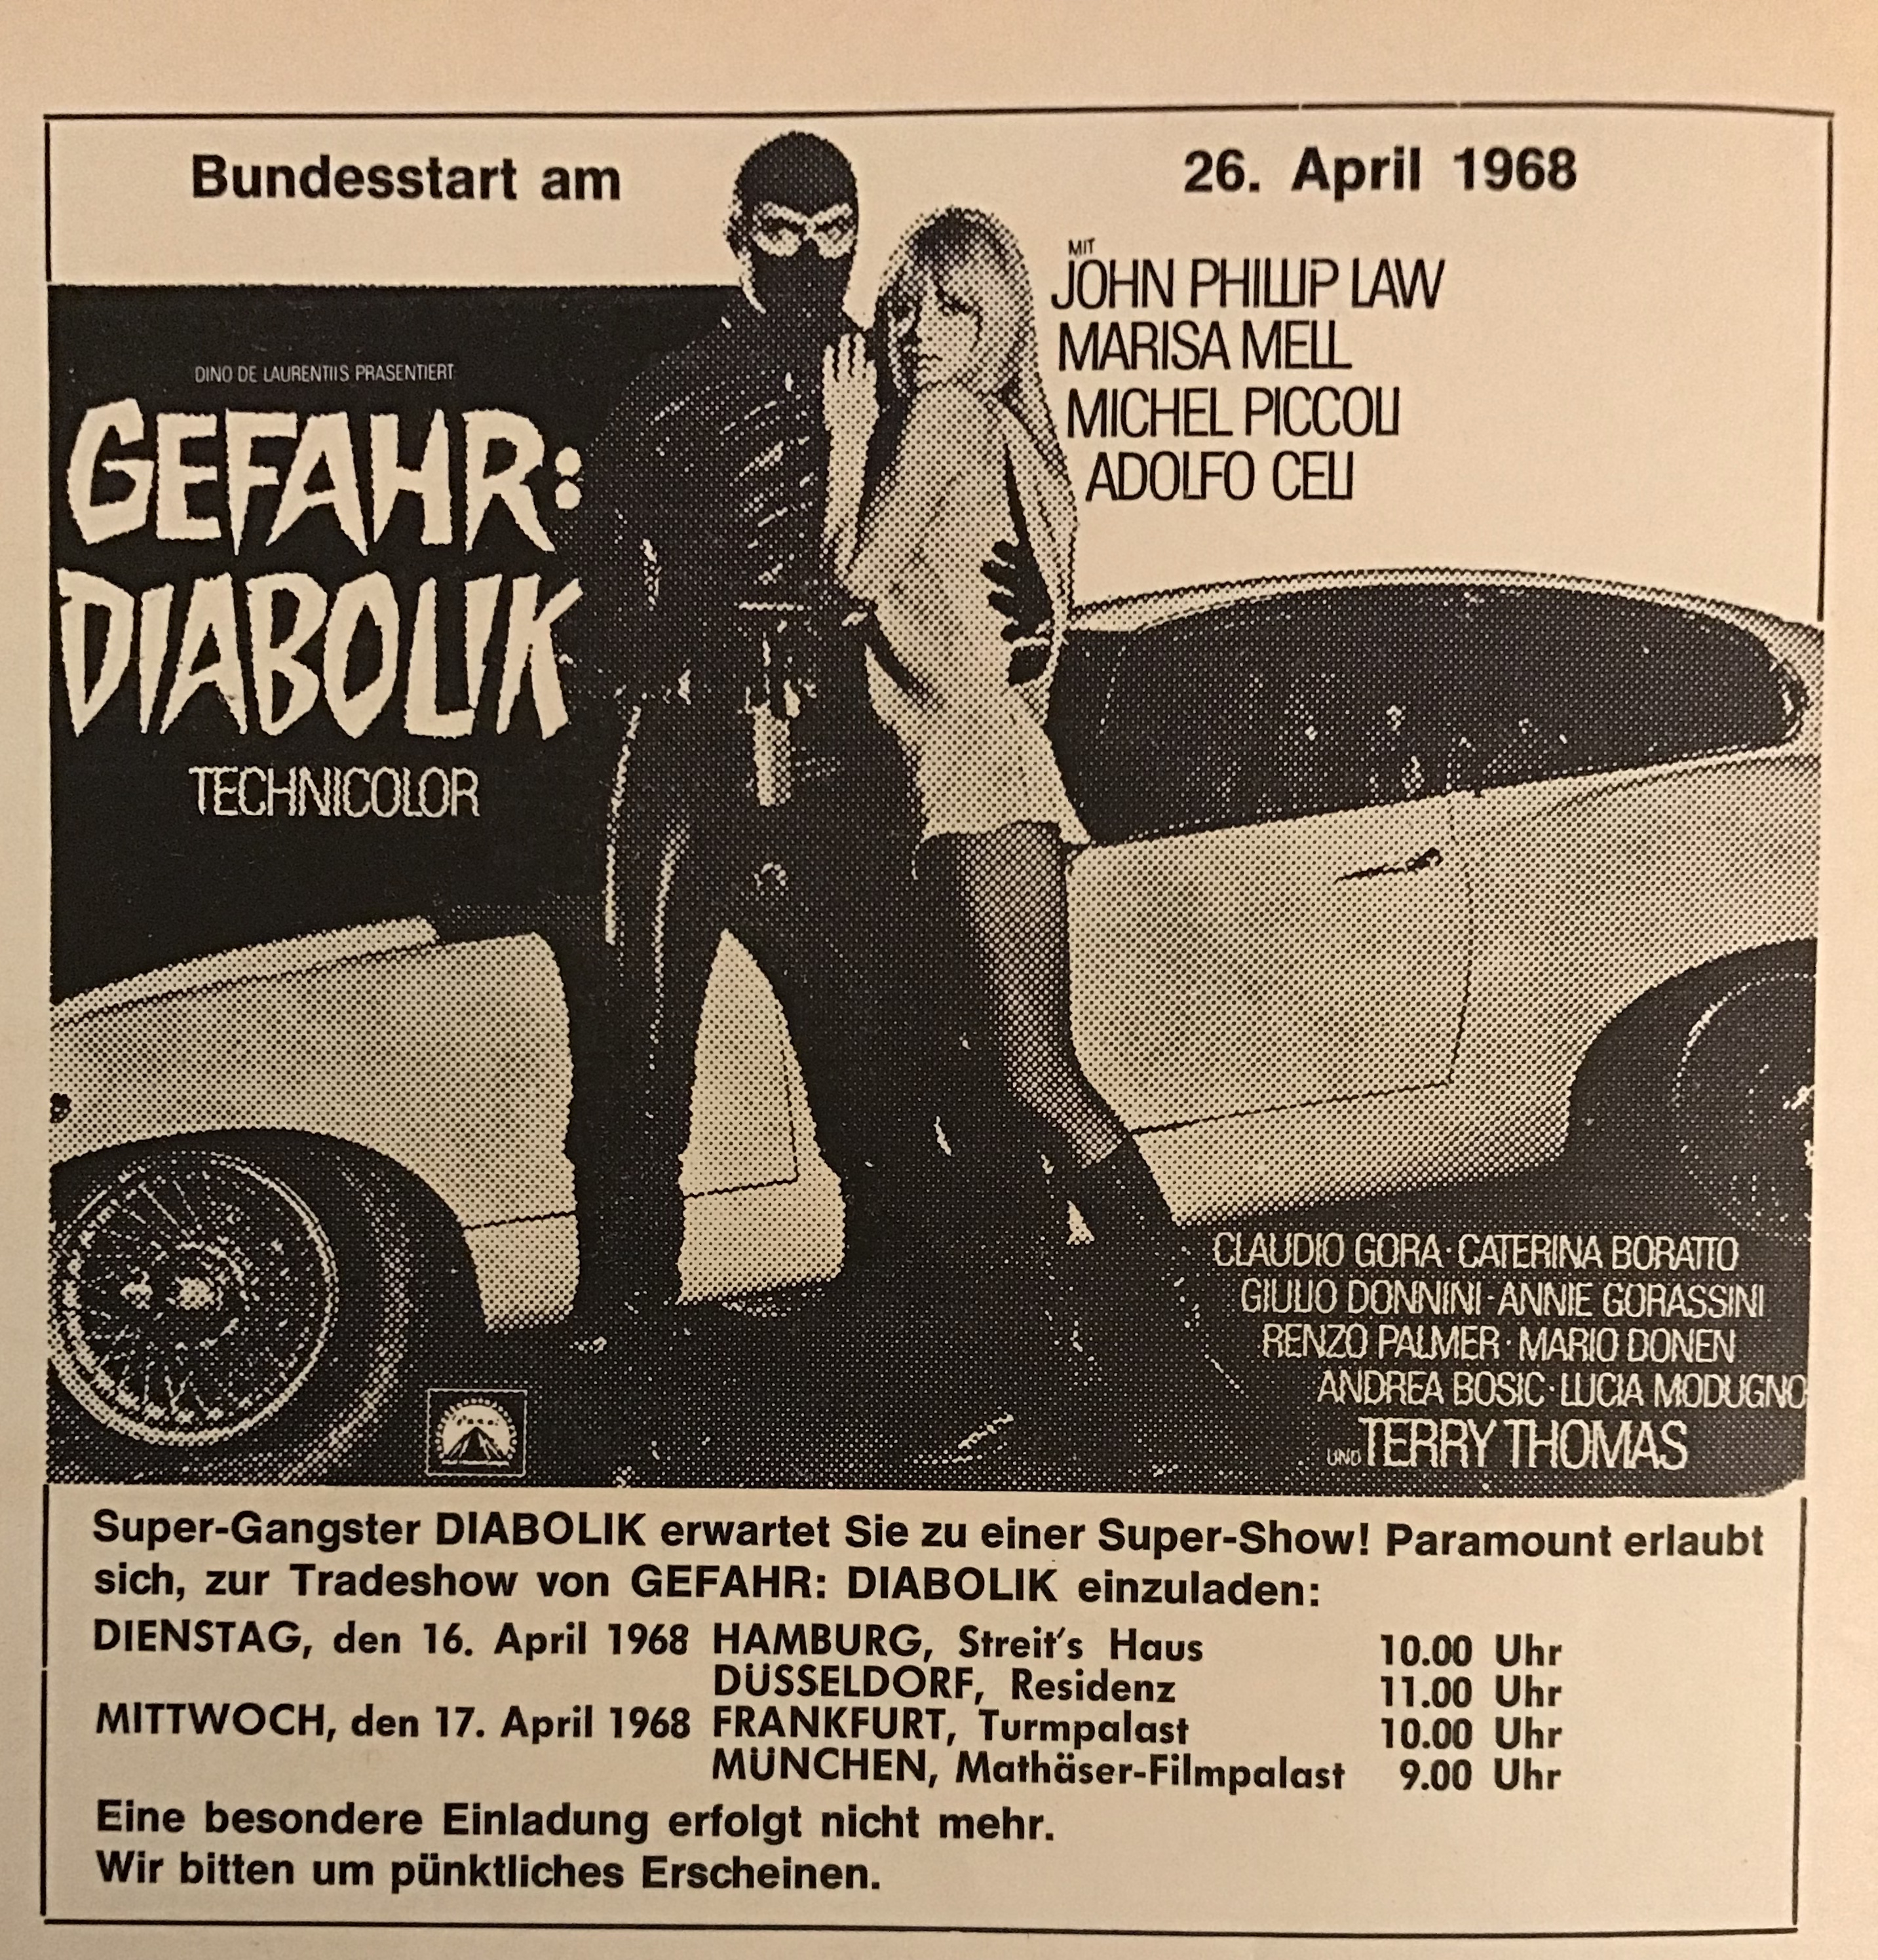 Bundesstart am
26. April 1968
MIT
JOHN PHILLIP LAW
MARISA MELL
MICHEL PICCOLI
ADOLFO CELI
DINO DE LAURENTIIS PRASENTIERT
GEFAHR:
DIABOLIK
TECHNICOLOR
CLAUDIO GORA · CATERINA BORATTO
GIULIO DONNINI · ANNIE GORASSINI
RENZO PALMER · MARIO DONEN
ANDREA BOSIC · LUCIA MODUGNO
UND TERRY THOMAS
Super-Gangster DIABOLIK erwartet Sie zu einer Super-Show! Paramount erlaubt
sich, zur Tradeshow von GEFAHR: DIABOLIK einzuladen:
DIENSTAG, den 16. April 1968 HAMBURG, Streit's Haus 10.00 Uhr
DÜSSELDORF, Residenz 11.00 Uhr
MITTWOCH, den 17. April 1968 FRANKFURT, Turmpalast 10.00 Uhr
MÜNCHEN, Mathäser-Filmpalast 9.00 Uhr
Eine besondere Einladung erfolgt nicht mehr.
Wir bitten um pünktliches Erscheinen.